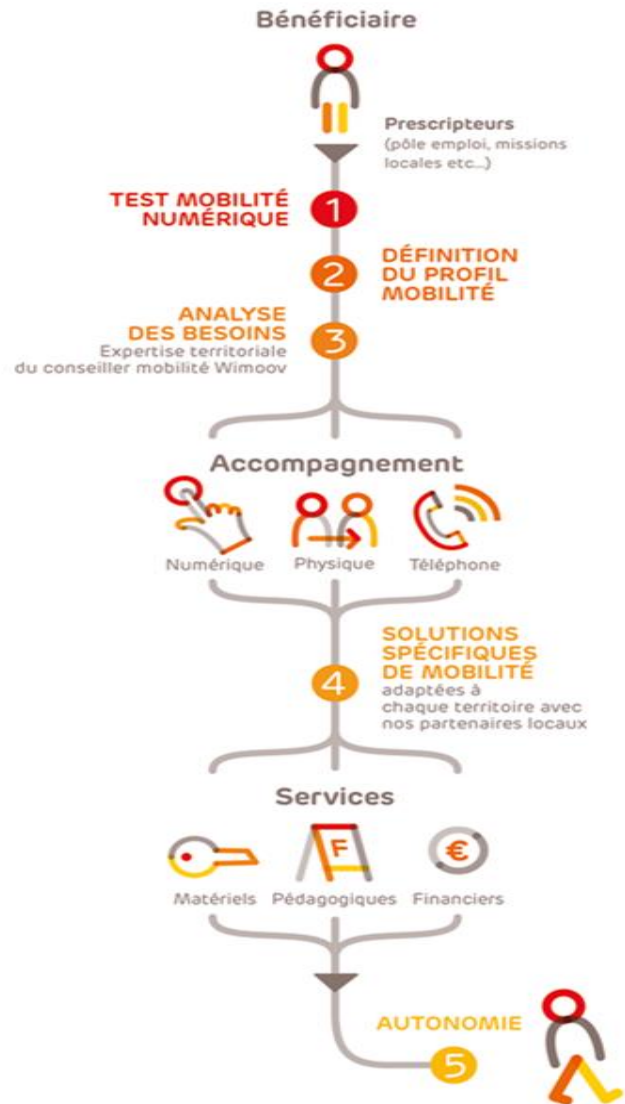 Bénéficiaire
Prescripteurs
(pôle emploi, missions
locales etc...)
TEST MOBILITÉ
NUMÉRIQUE
1
2
DÉFINITION
DU PROFIL
MOBILITÉ
ANALYSE
DES BESOINS
Expertise territoriale
du conseiller mobilité Wimoov
3
Accompagnement
Numérique Physique Téléphone
SOLUTIONS
SPÉCIFIQUES
DE MOBILITÉ
4
adaptées à
chaque territoire avec
nos partenaires locaux
Services
F €
Matériels Pédagogiques Financiers
AUTONOMIE
5